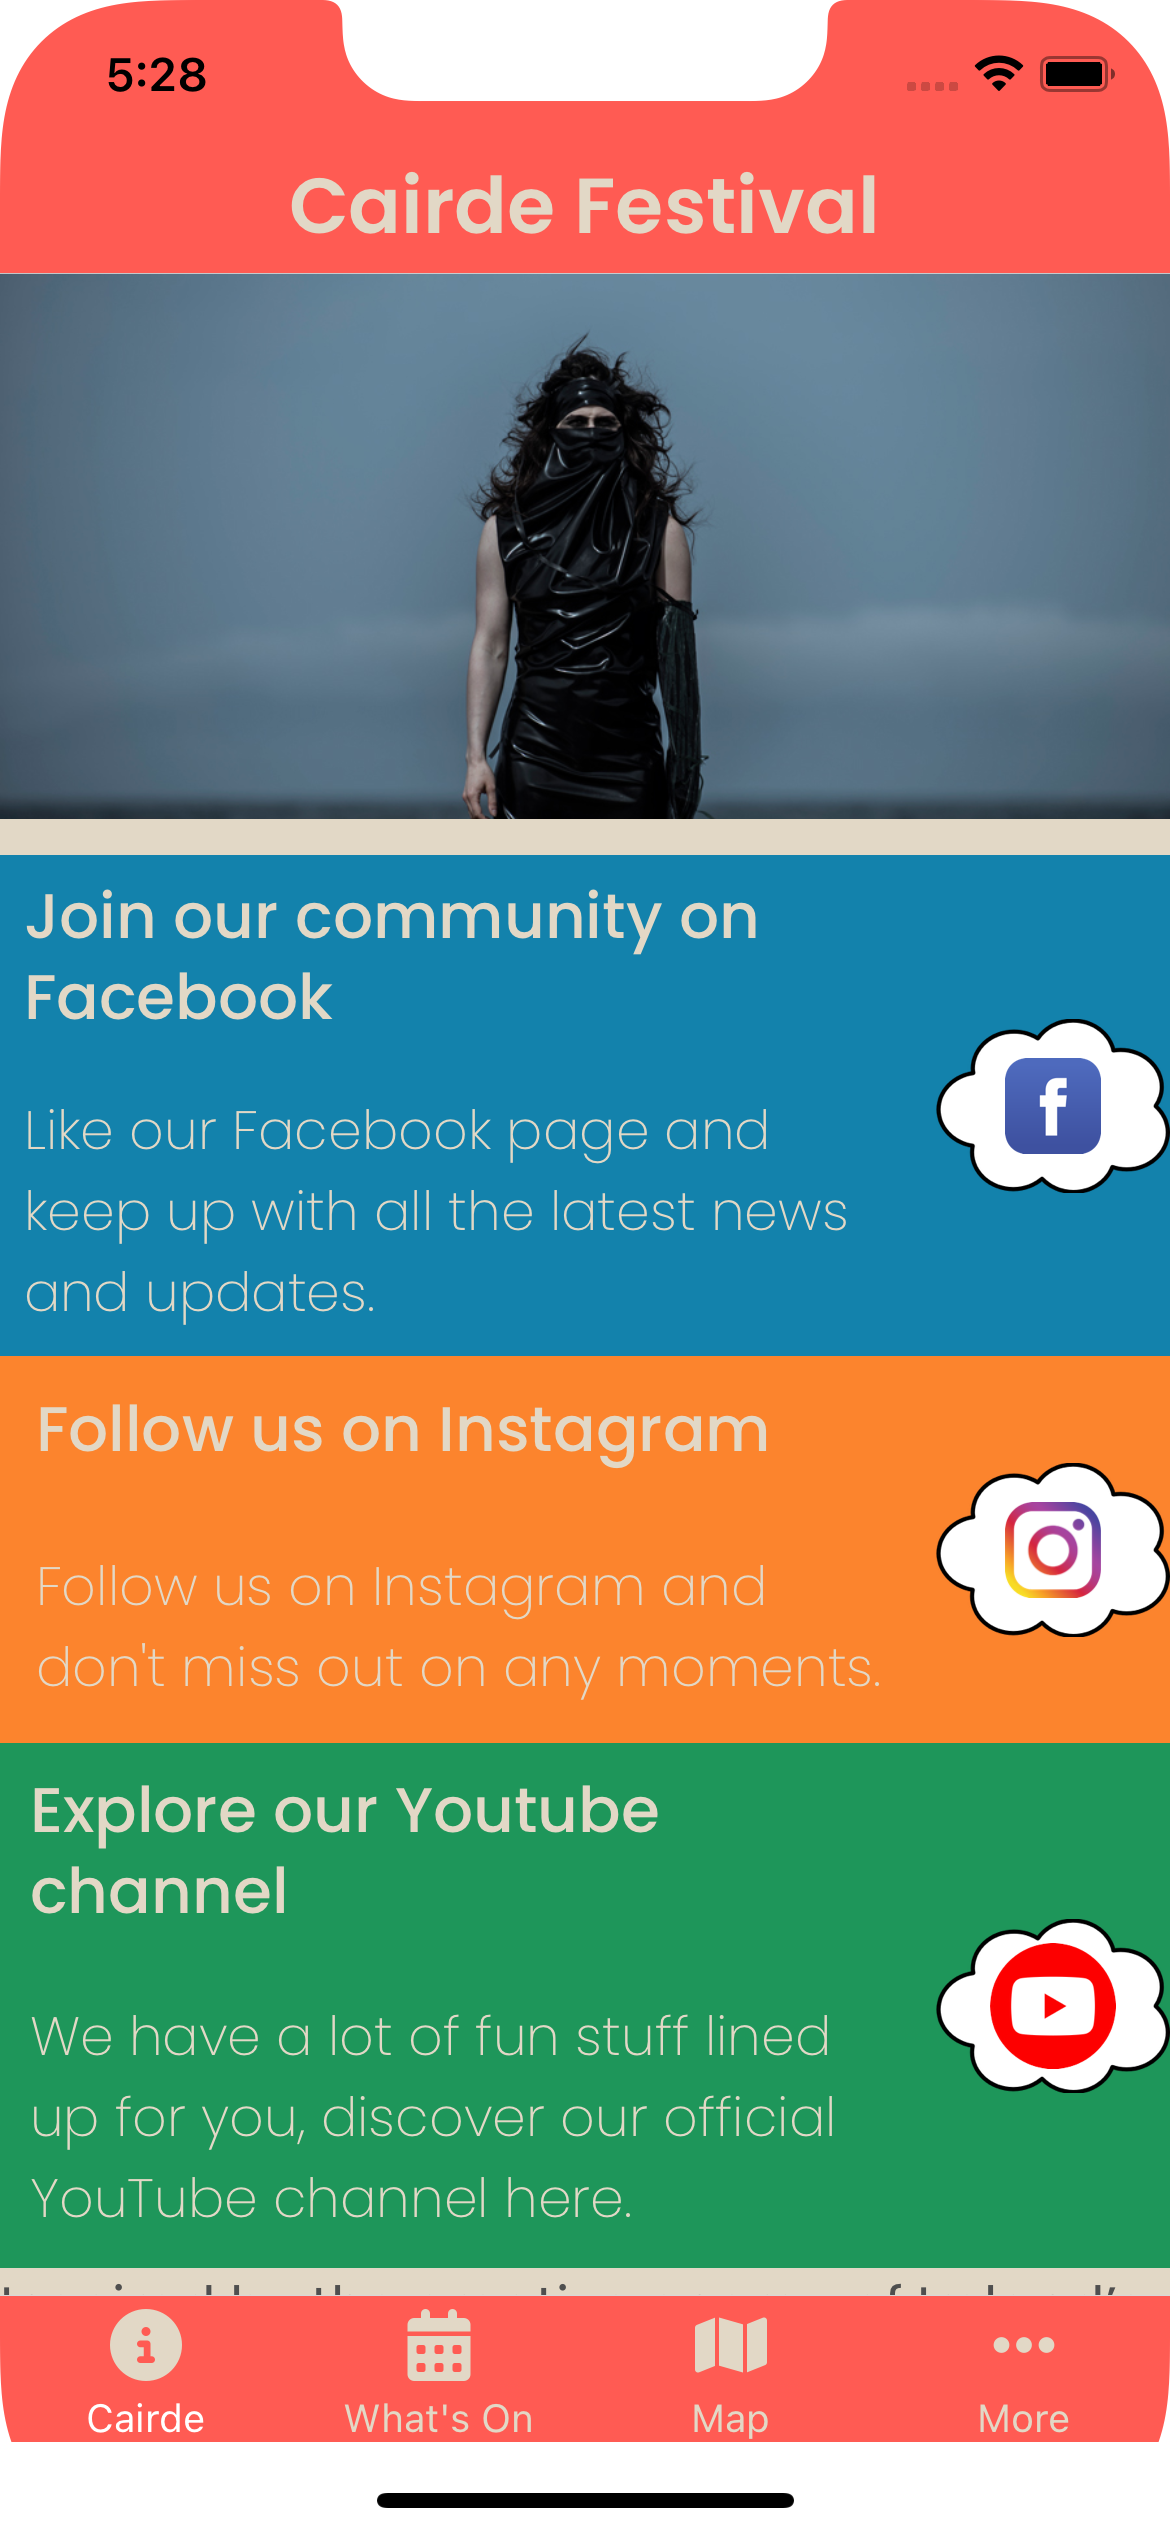 5:28
Cairde Festival
Join our community on
Facebook
Like our Facebook page and
keep up with all the latest news
and updates.
Follow us on Instagram
Follow us on Instagram and
don't miss out on any moments.
Explore our Youtube
channel
We have a lot of fun stuff lined
up for you, discover our official
YouTube channel here.
Cairde
What's On
Map
More